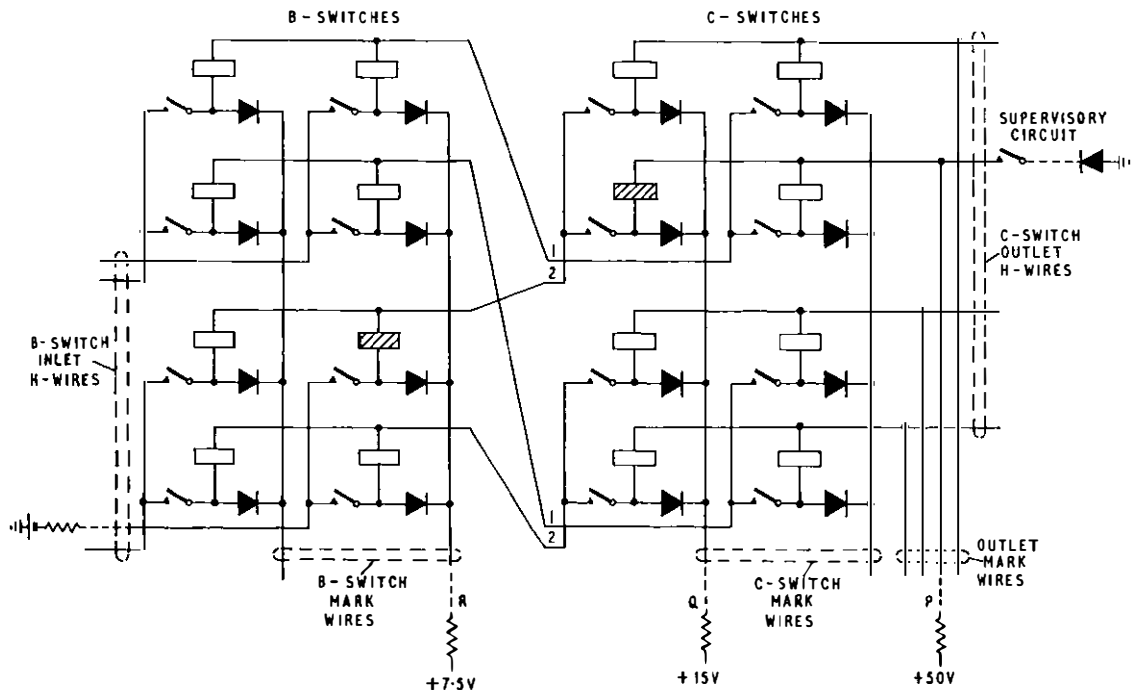 B-SWITCHES
C-SWITCHES
SUPERVISORY
CIRCUIT
C-SWITCH
OUTLET
H-WIRES
1
2
B-SWITCH
INLET
H-WIRES
1
2
B-SWITCH
MARK
WIRES
R
Q
C-SWITCH
MARK
WIRES
P
OUTLET
MARK
WIRES
+7·5V
+15V
+50V